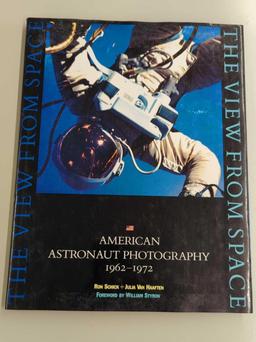 THE VIEW FROM SPACE
THE VIEW FROM SPACE
AMERICAN
ASTRONAUT PHOTOGRAPHY
1962-1972
RON SCHICK + JULIA VAN HAAFTEN
FOREWORD BY WILLIAM STYRON